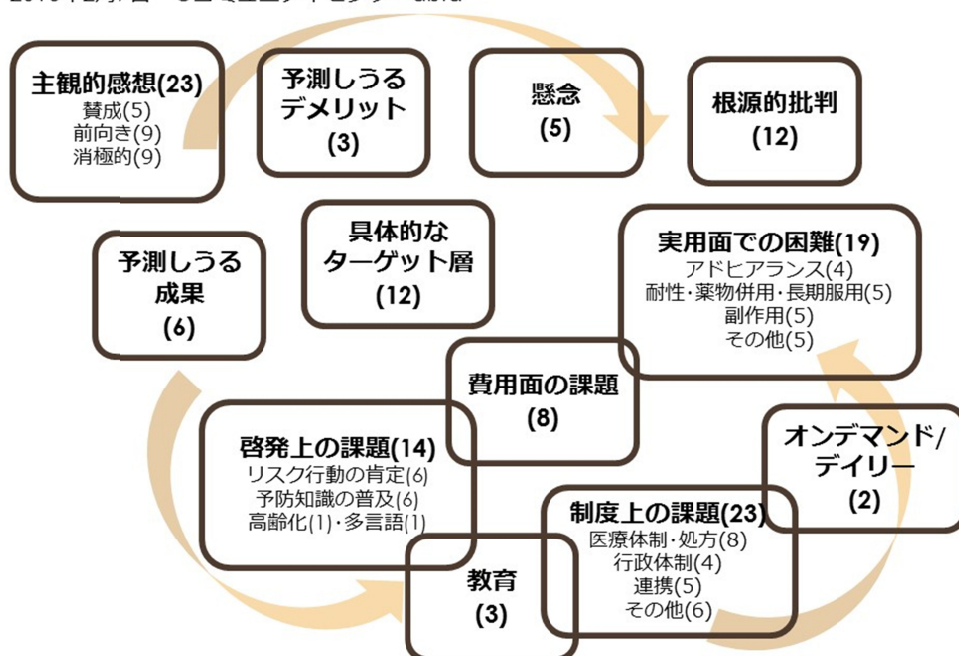 主観的感想(23)
賛成(5)
前向き(9)
消極的(9)
予測しうる
デメリット
(3)
懸念
(5)
根源的批判
(12)
予測しうる
成果
(6)
具体的な
ターゲット層
(12)
実用面での困難(19)
アドヒアランス(4)
耐性・薬物併用・長期服用(5)
副作用(5)
その他(5)
費用面の課題
(8)
啓発上の課題(14)
リスク行動の肯定(6)
予防知識の普及(6)
高齢化(1)・多言語(1)
オンデマンド/
デイリー
(2)
制度上の課題(23)
医療体制・処方(8)
行政体制(4)
連携(5)
その他(6)
教育
(3)